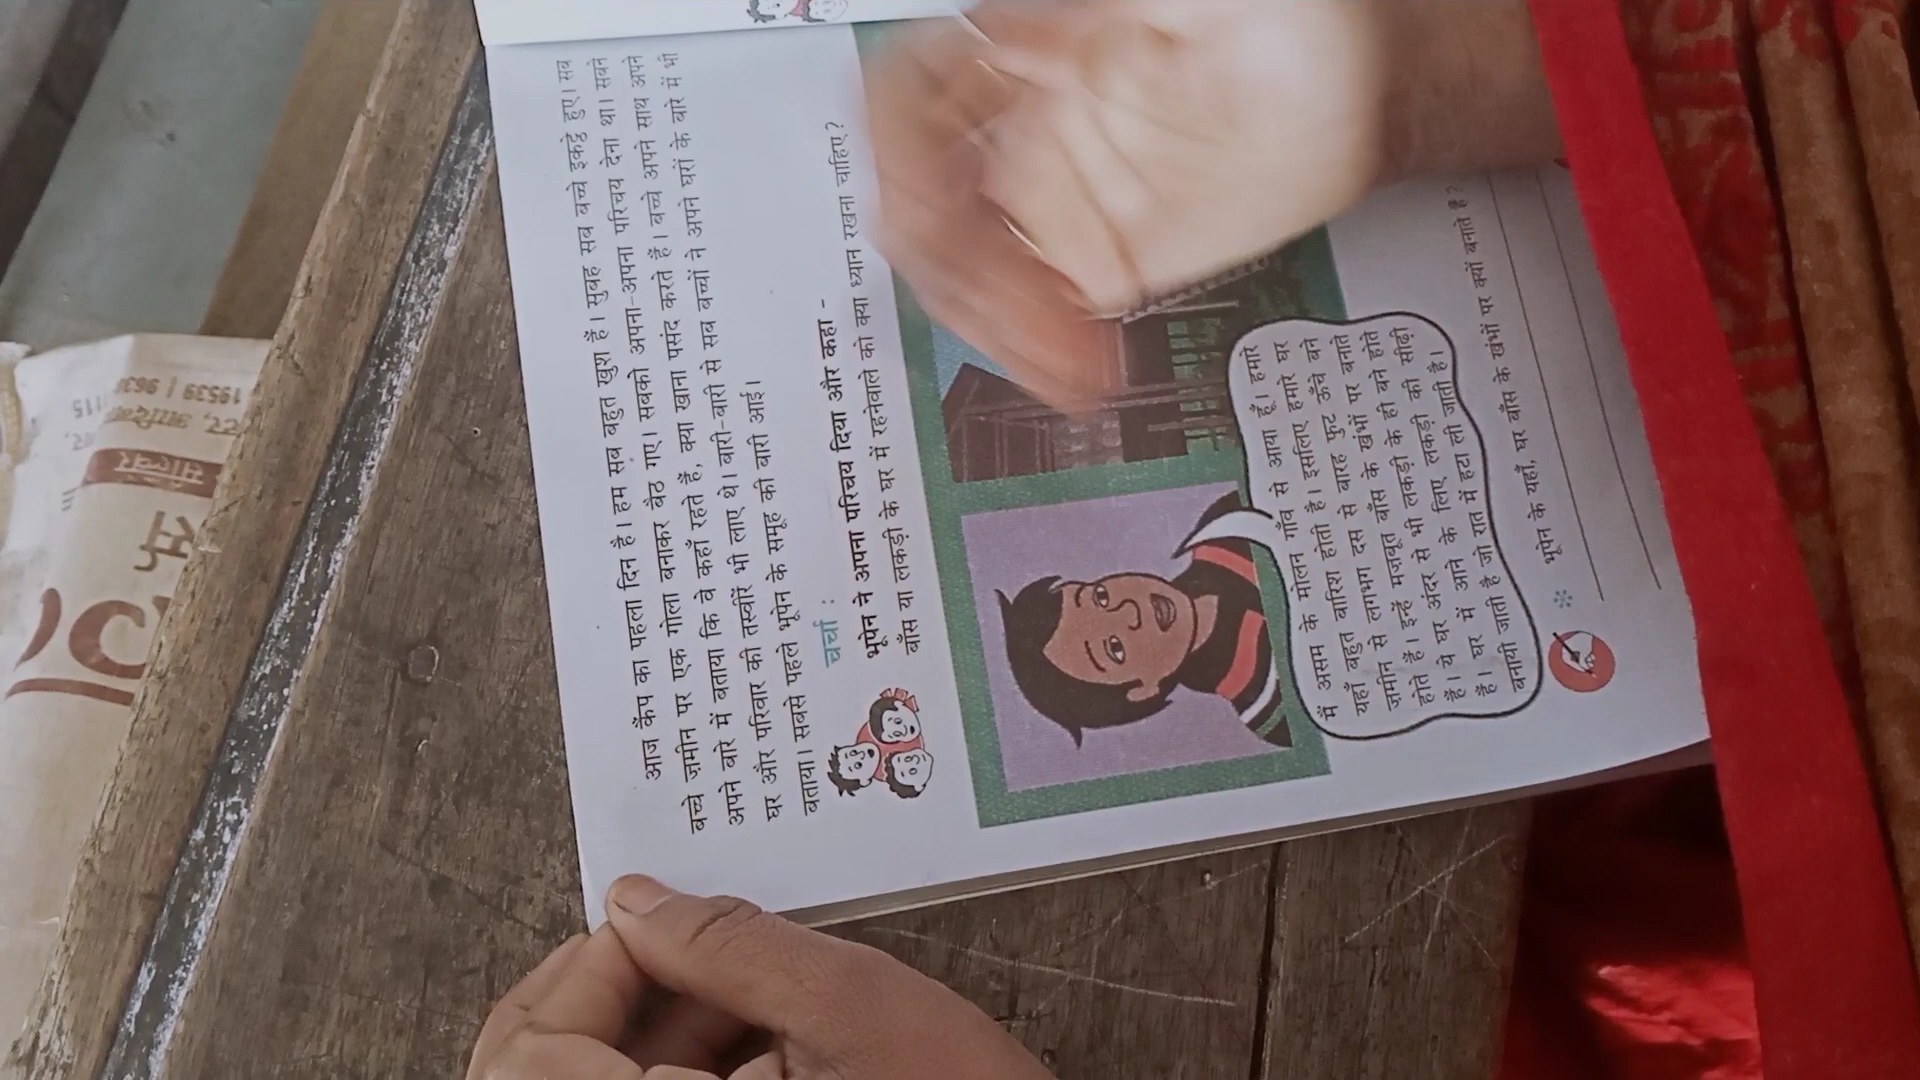 आज कैंप का पहला दिन है। हम सब बहुत खुश हैं। सुबह सब बच्चे इकट्ठे हुए। सब
बच्चे ज़मीन पर एक गोला बनाकर बैठ गए। सबको अपना-अपना परिचय देना था। सबने
अपने बारे में बताया कि वे कहाँ रहते हैं, क्या खाना पसंद करते हैं। बच्चे अपने साथ अपने
घर और परिवार की तस्वीरें भी लाए थे। बारी-बारी से सब बच्चों ने अपने घरों के बारे में भी
बताया। सबसे पहले भूपेन के समूह की बारी आई।
चर्चा :
भूपेन ने अपना परिचय दिया और कहा -
बाँस या लकड़ी के घर में रहनेवाले को क्या ध्यान रखना चाहिए?
मैं असम के मोलन गाँव से आया हूँ। हमारे
यहाँ बहुत बारिश होती है। इसलिए हमारे घर
ज़मीन से लगभग दस से बारह फुट ऊँचे बने
होते हैं। इन्हें मजबूत बाँस के खंभों पर बनाते
हैं। ये घर अंदर से भी लकड़ी के ही बने होते
हैं। घर में आने के लिए लकड़ी की सीढ़ी
बनायी जाती है जो रात में हटा ली जाती है।
* भूपेन के यहाँ, घर बाँस के खंभों पर क्यों बनाते हैं?
115
19539 | 963